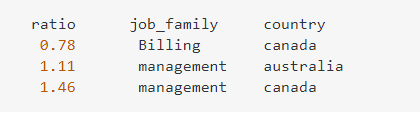 ratio job_family country
0.78 Billing canada
1.11 management australia
1.46 management canada